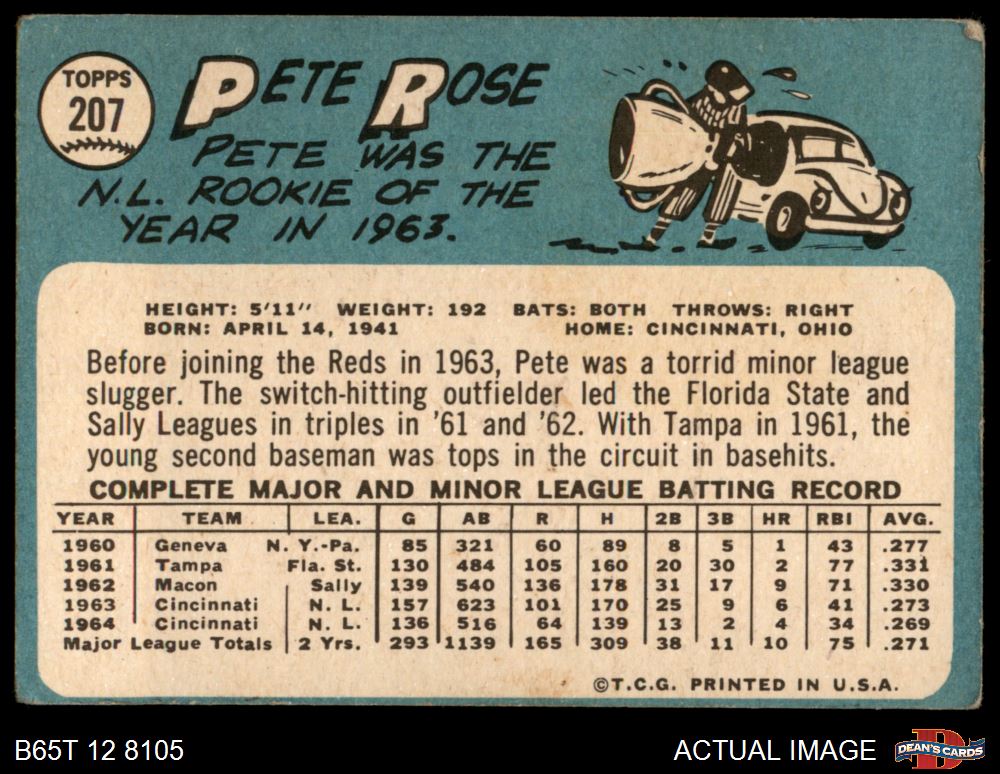 TOPPS
207
PETE ROSE
PETE WAS THE
N.L. ROOKIE OF THE
YEAR IN 1963.
HEIGHT: 5'11" WEIGHT: 192 BATS: BOTH THROWS: RIGHT
BORN: APRIL 14, 1941 HOME: CINCINNATI, OHIO
Before joining the Reds in 1963, Pete was a torrid minor league
slugger. The switch-hitting outfielder led the Florida State and
Sally Leagues in triples in '61 and '62. With Tampa in 1961, the
young second baseman was tops in the circuit in basehits.
COMPLETE MAJOR AND MINOR LEAGUE BATTING RECORD
YEAR TEAM LEA. G AB R H 2B 3B HR RBI AVG.
1960 Geneva N. Y.-Pa. 85 321 60 89 8 5 1 43 .277
1961 Tampa Fla. St. 130 484 105 160 20 30 2 77 .331
1962 Macon Sally 139 540 136 178 31 17 9 71 .330
1963 Cincinnati N. L. 157 623 101 170 25 9 6 41 .273
1964 Cincinnati N. L. 136 516 64 139 13 2 4 34 .269
Major League Totals 2 Yrs. 293 1139 165 309 38 11 10 75 .271
©T.C.G. PRINTED IN U.S.A.
B65T 12 8105 ACTUAL IMAGE D DEAN'S CARDS